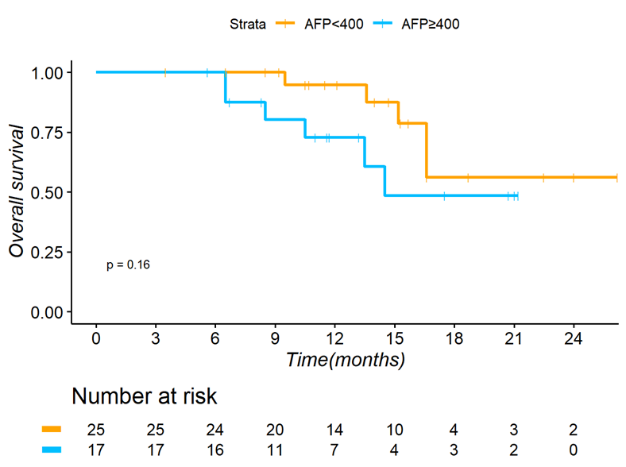 Strata AFP<400 AFP≥400
1.00
0.75
0.50
0.25
0.00
Overall survival
p = 0.16
0 3 6 9 12 15 18 21 24
Time(months)
Number at risk
25 25 24 20 14 10 4 3 2
17 17 16 11 7 4 3 2 0